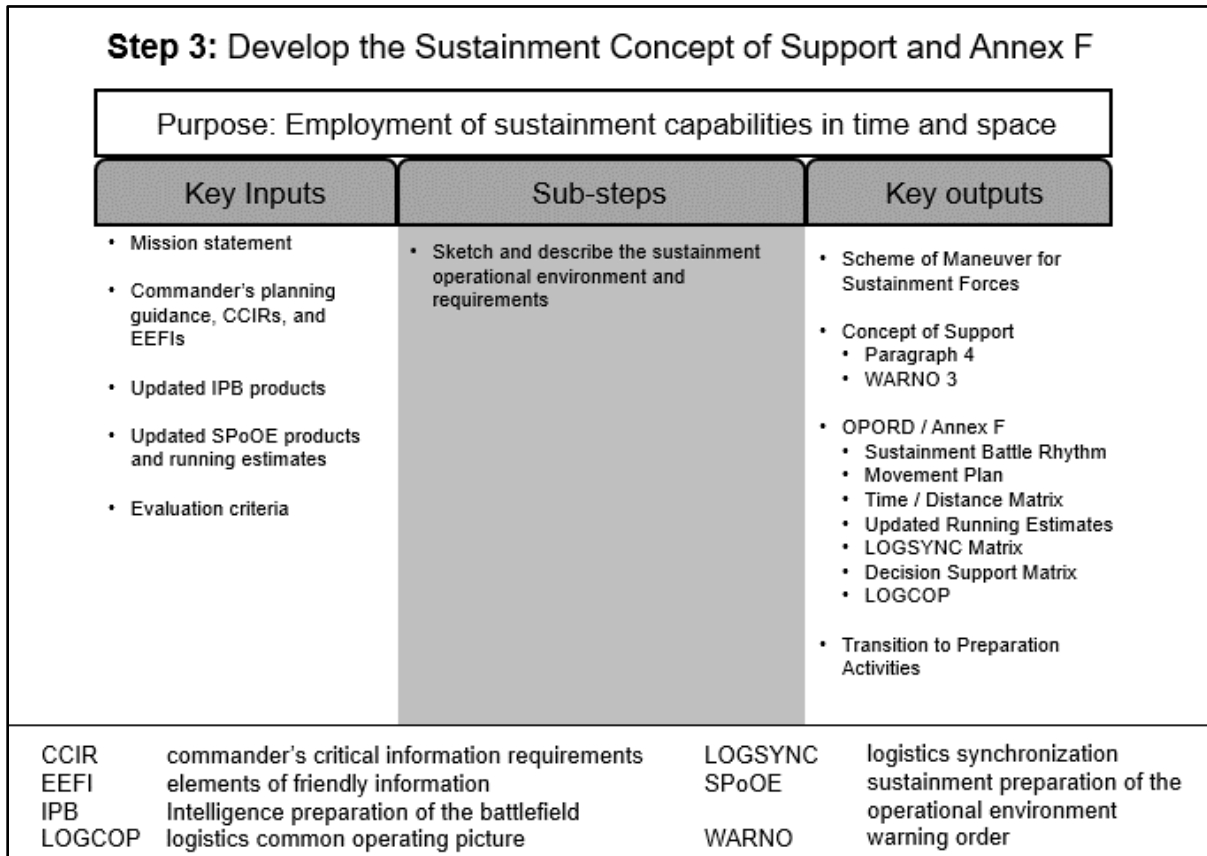 Step 3: Develop the Sustainment Concept of Support and Annex F
Purpose: Employment of sustainment capabilities in time and space
Key Inputs
• Mission statement
• Commander's planning
guidance, CCIRs, and
EEFIs
• Updated IPB products
• Updated SPoOE products
and running estimates
• Evaluation criteria
Sub-steps
• Sketch and describe the sustainment
operational environment and
requirements
Key outputs
• Scheme of Maneuver for
Sustainment Forces
• Concept of Support
• Paragraph 4
• WARNO 3
• OPORD / Annex F
• Sustainment Battle Rhythm
• Movement Plan
• Time / Distance Matrix
• Updated Running Estimates
• LOGSYNC Matrix
• Decision Support Matrix
• LOGCOP
• Transition to Preparation
Activities
CCIR commander's critical information requirements
EEFI elements of friendly information
IPB Intelligence preparation of the battlefield
LOGCOP logistics common operating picture
LOGSYNC logistics synchronization
SPoOE sustainment preparation of the
operational environment
WARNO warning order